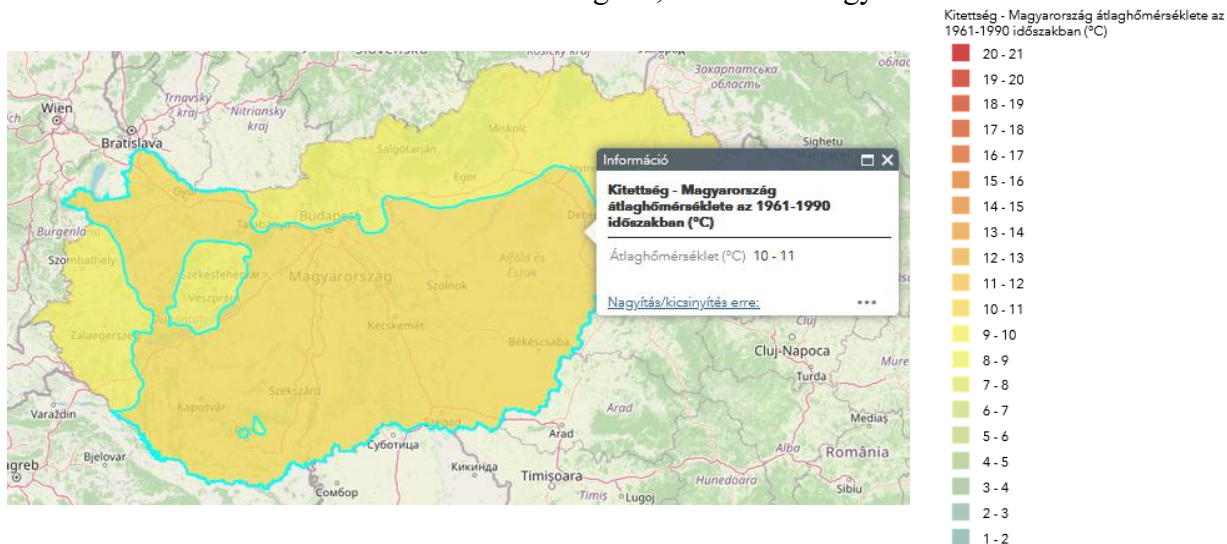 Kitettség - Magyarország átlaghőmérséklete az
1961-1990 időszakban (°C)
20 - 21
19 - 20
18 - 19
17 - 18
16 - 17
15 - 16
14 - 15
13 - 14
12 - 13
11 - 12
10 - 11
9 - 10
8 - 9
7 - 8
6 - 7
5 - 6
4 - 5
3 - 4
2 - 3
1 - 2
Закарпатська
область
Wien
Trnavský
kraj
Nitriansky
kraj
Bratislava
Miskolc
Salgótarján
Eger
Sighetu
Győr
Budapest
Burgenland
Szombathely
Székesfehérvár
Veszprém
Magyarország
Alföld és
Észak
Szolnok
Zalaegerszeg
Kecskemét
Békéscsaba
Szekszárd
Kaposvár
Szeged
Varaždin
Bjelovar
Суботица
Сомбор
Кикинда
Arad
Arad
Timișoara
Timiș
Lugoj
Hunedoara
Alba
Sibiu
România
Mediaș
Turda
Cluj-Napoca
Cluj
Információ
Kitettség - Magyarország
átlaghőmérséklete az 1961-1990
időszakban (°C)
Átlaghőmérséklet (°C) 10 - 11
Nagyítás/kicsinyítés erre: